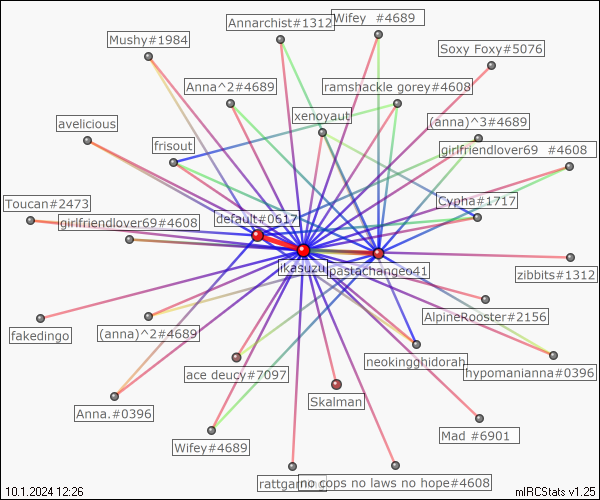 Annarchist#1312
Wifey  #4689
Mushy#1984
Soxy Foxy#5076
Anna^2#4689
ramshackle gorey#4608
xenoyaut
avelicious
(anna)^3#4689
frisout
girlfriendlover69  #4608
Toucan#2473
Cypha#1717
girlfriendlover69#4608
default#0617
ikasuzu
pastachangeo41
zibbits#1312
AlpineRooster#2156
fakedingo
(anna)^2#4689
neokingghidorah
ace deucy#7097
hypomanianna#0396
Skalman
Anna.#0396
Mad #6901
Wifey#4689
rattgam
no cops no laws no hope#4608
10.1.2024 12:26
mIRCStats v1.25